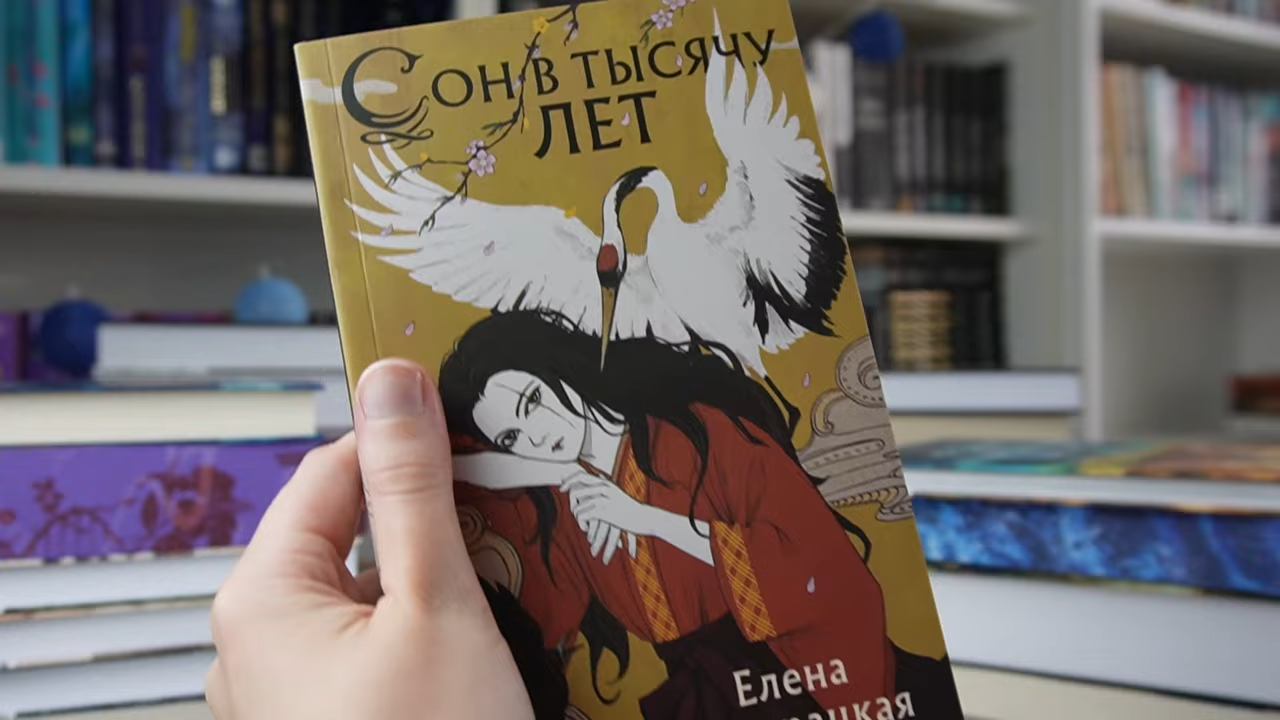 Сон в тысячу
лет
Елена